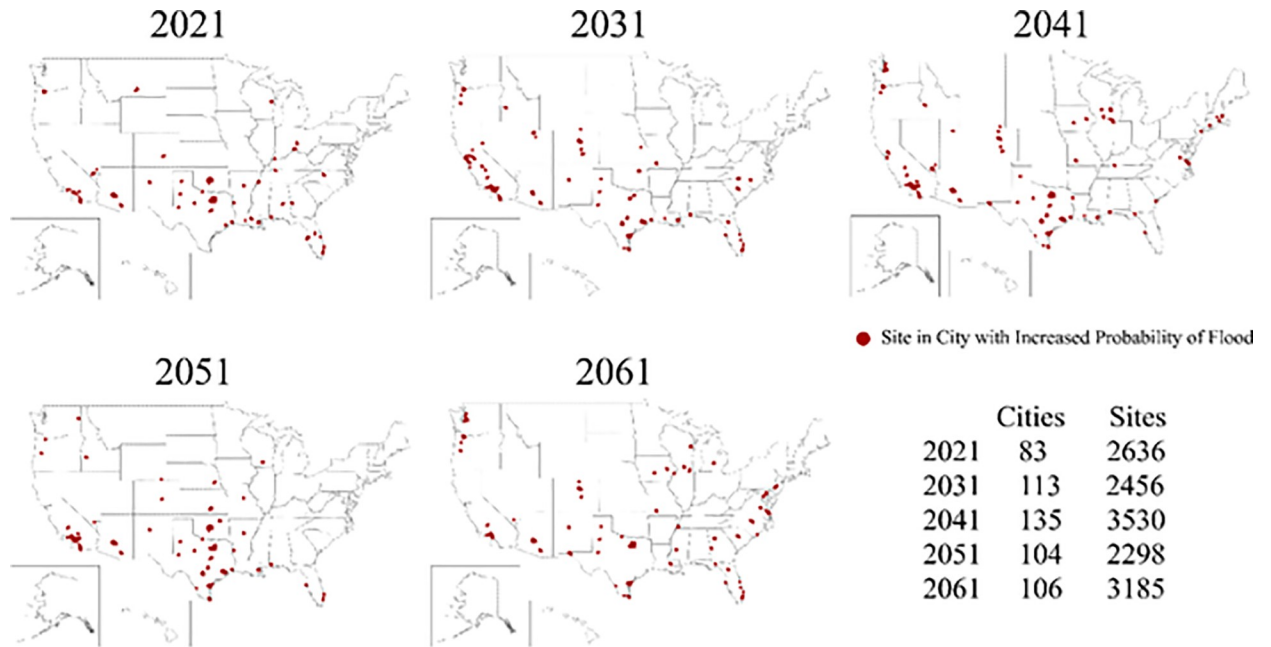 2021
2031
2041
Site in City with Increased Probability of Flood
2051
2061
Cities Sites
2021 83 2636
2031 113 2456
2041 135 3530
2051 104 2298
2061 106 3185